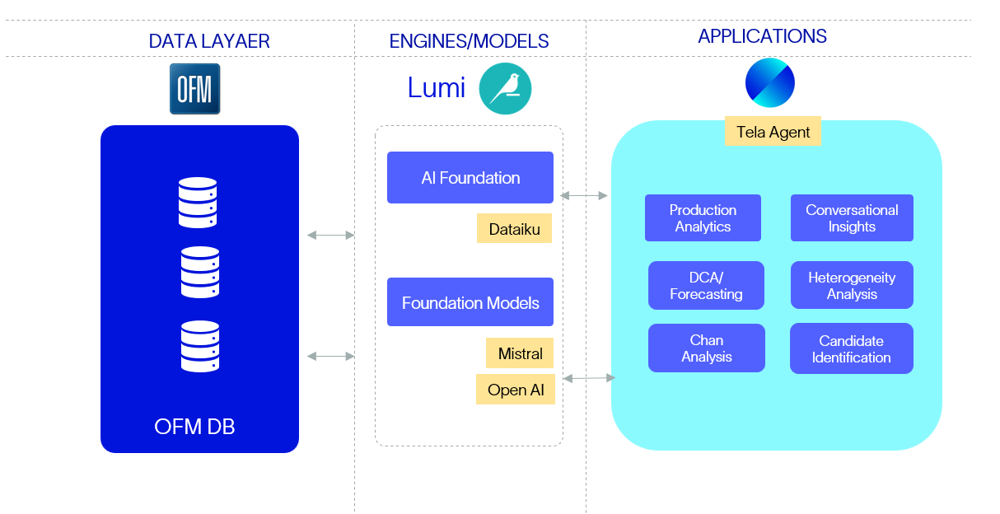 DATA LAYAER
ENGINES/MODELS
APPLICATIONS
OFM
Lumi
Tela Agent
AI Foundation
Dataiku
Foundation Models
Mistral
Open AI
OFM DB
Production
Analytics
Conversational
Insights
DCA/
Forecasting
Heterogeneity
Analysis
Chan
Analysis
Candidate
Identification